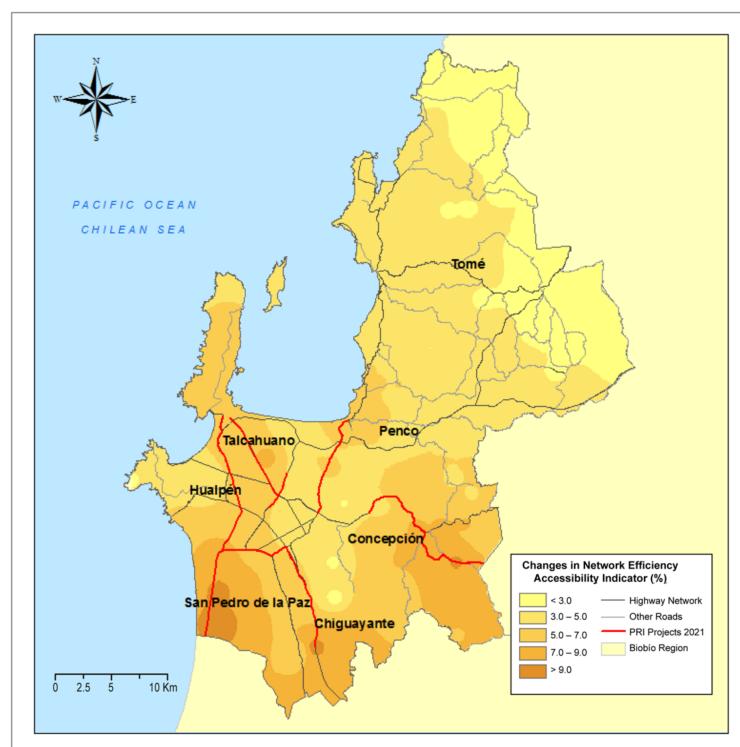 N
W
E
S
PACIFIC OCEAN
CHILEAN SEA
Tomé
Penco
Talcahuano
Hualpén
Concepción
San Pedro de la Paz
Chiguayante
Changes in Network Efficiency
Accessibility Indicator (%)
< 3.0
3.0 – 5.0
5.0 – 7.0
7.0 – 9.0
> 9.0
Highway Network
Other Roads
PRI Projects 2021
Biobío Region
0 2.5 5 10 Km